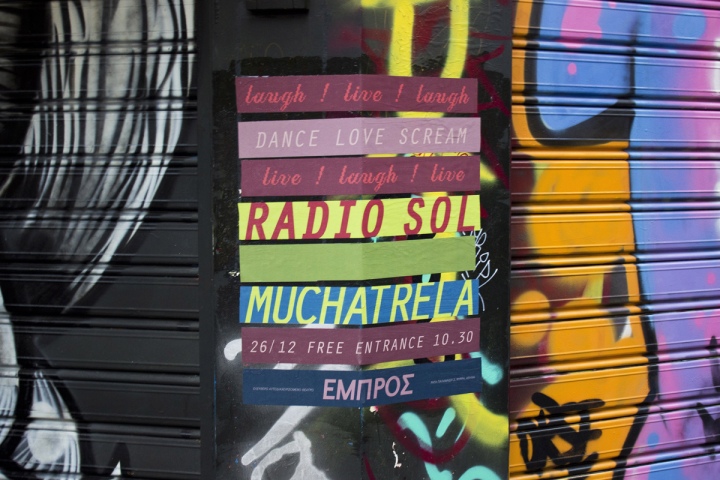 laugh ! live ! laugh
DANCE LOVE SCREAM
live ! laugh ! live
RADIO SOL
MUCHATRELA
26/12 FREE ENTRANCE 10.30
ΕΜΠΡΟΣ